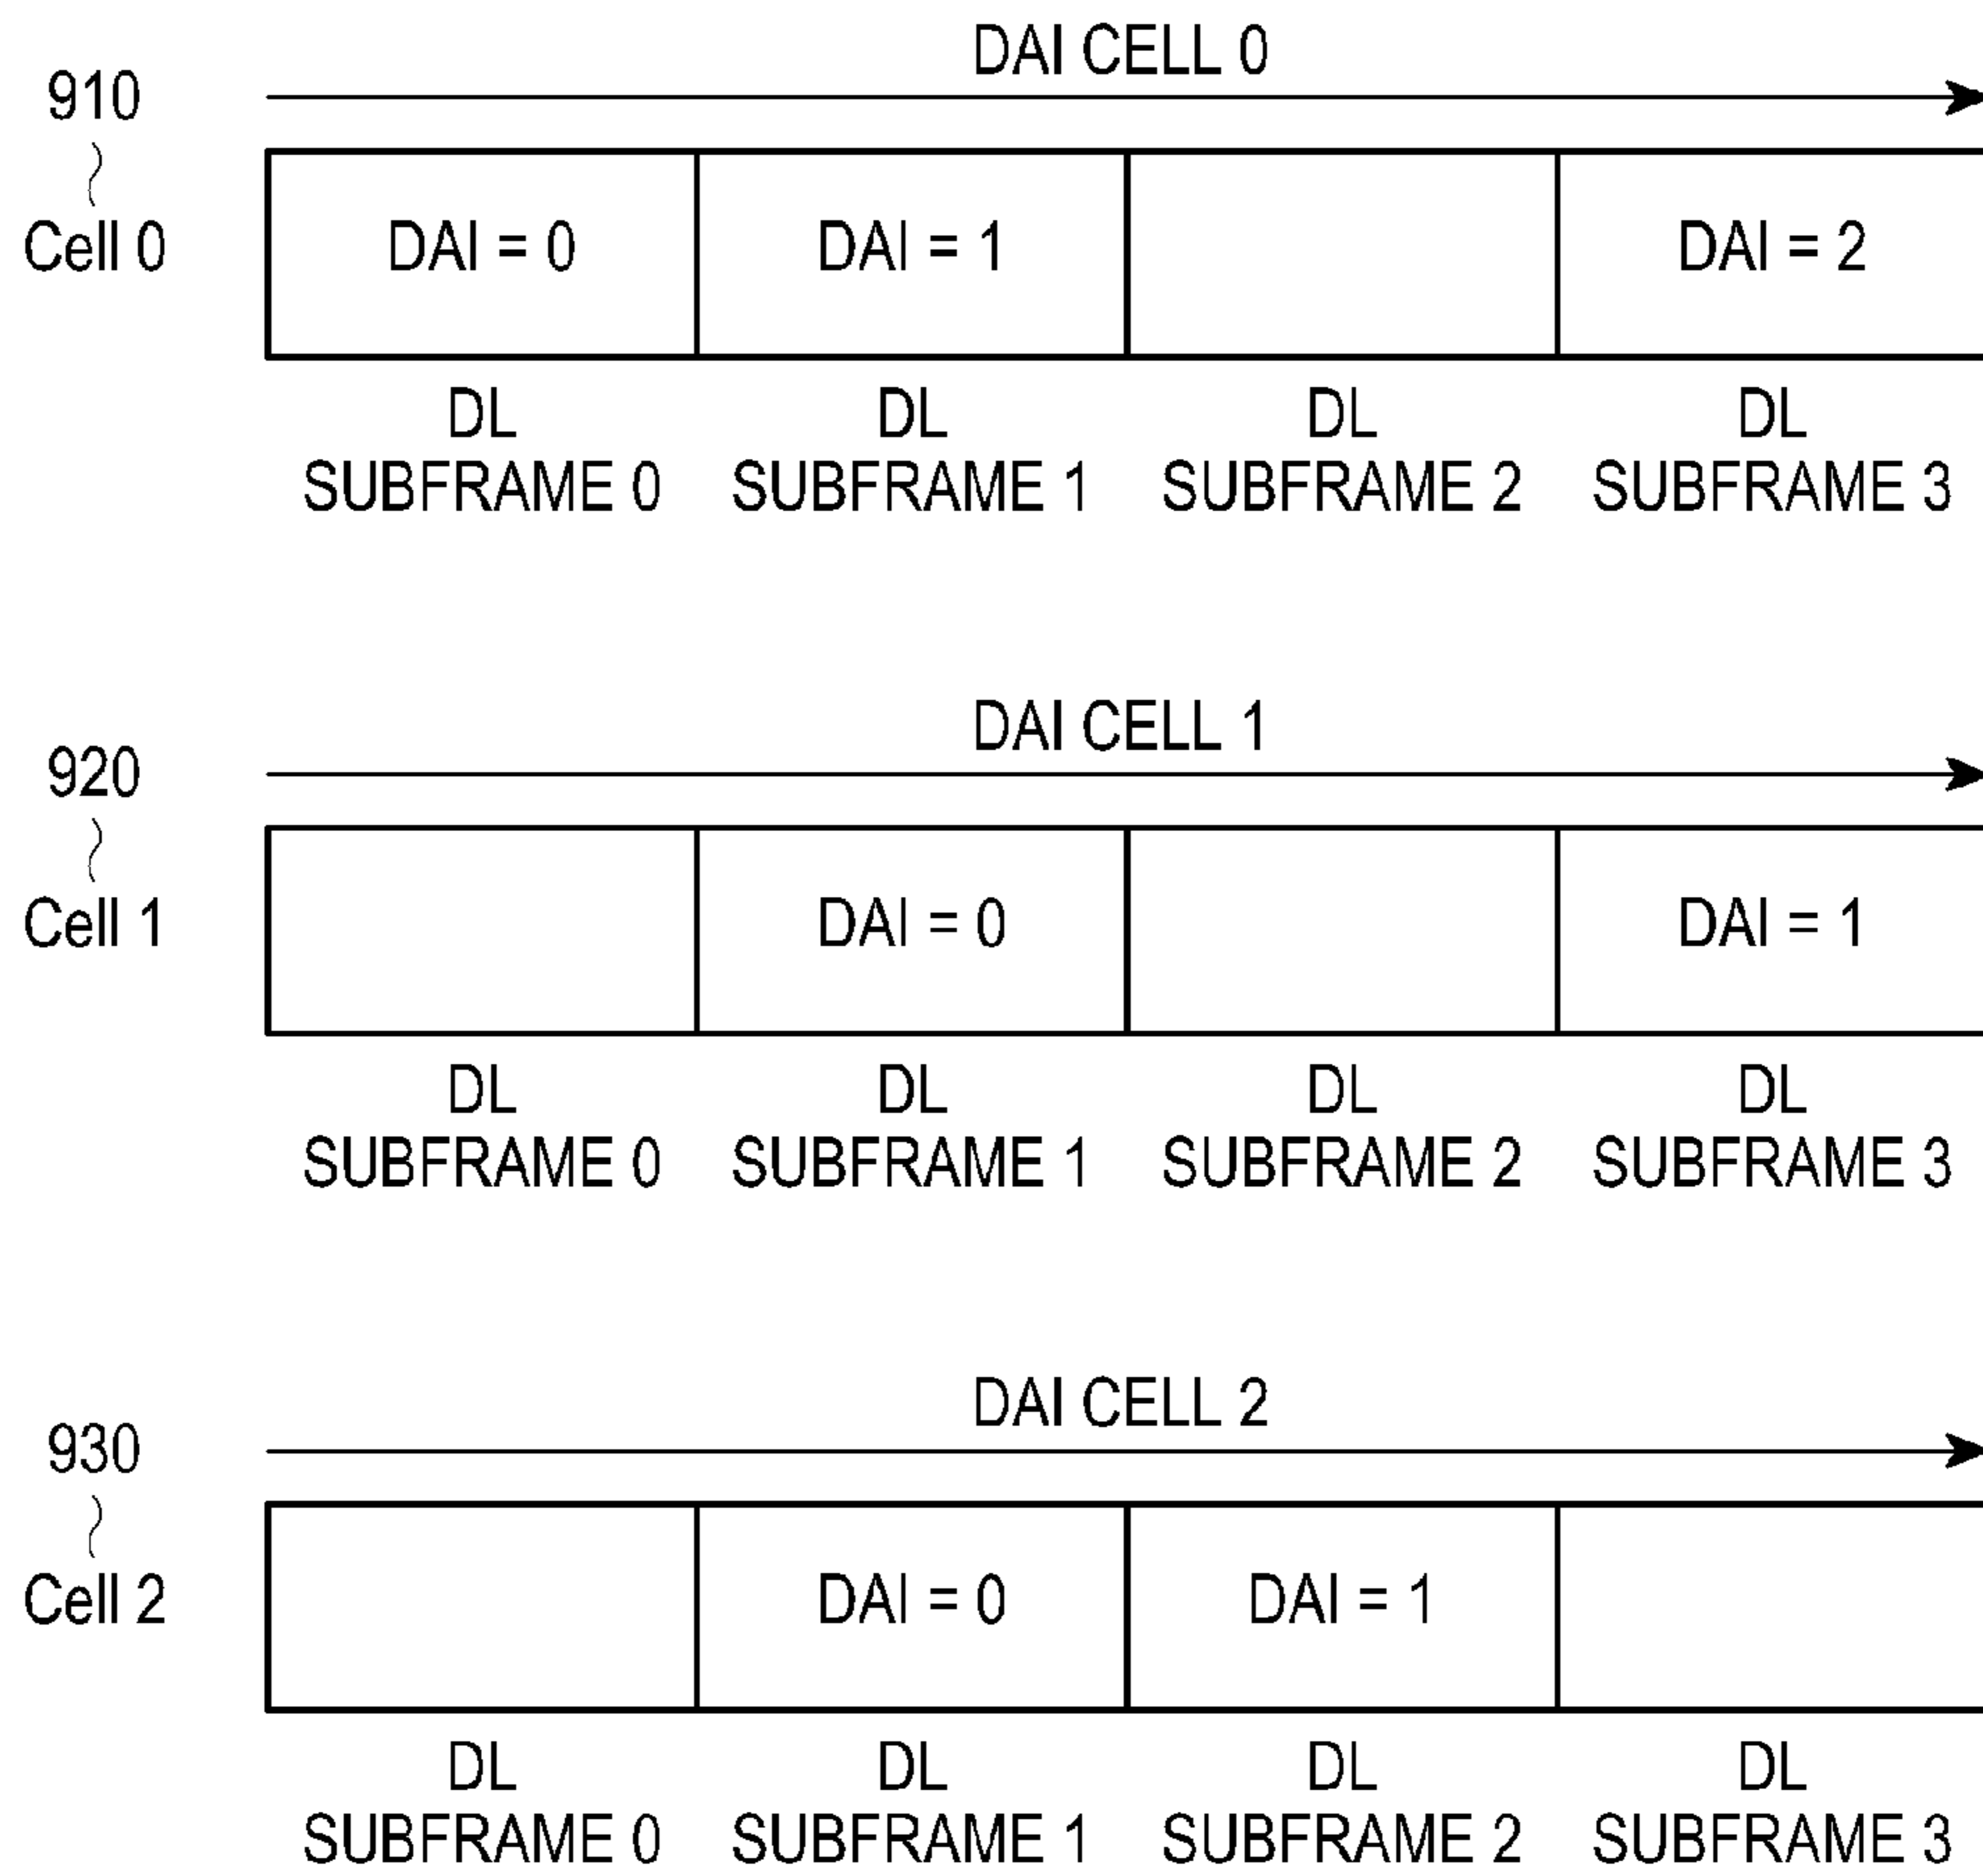 DAI CELL 0
910
Cell 0
DAI = 0 DAI = 1 DAI = 2
DL DL DL DL
SUBFRAME 0 SUBFRAME 1 SUBFRAME 2 SUBFRAME 3
DAI CELL 1
920
Cell 1
DAI = 0 DAI = 1
DL DL DL DL
SUBFRAME 0 SUBFRAME 1 SUBFRAME 2 SUBFRAME 3
DAI CELL 2
930
Cell 2
DAI = 0 DAI = 1
DL DL DL DL
SUBFRAME 0 SUBFRAME 1 SUBFRAME 2 SUBFRAME 3